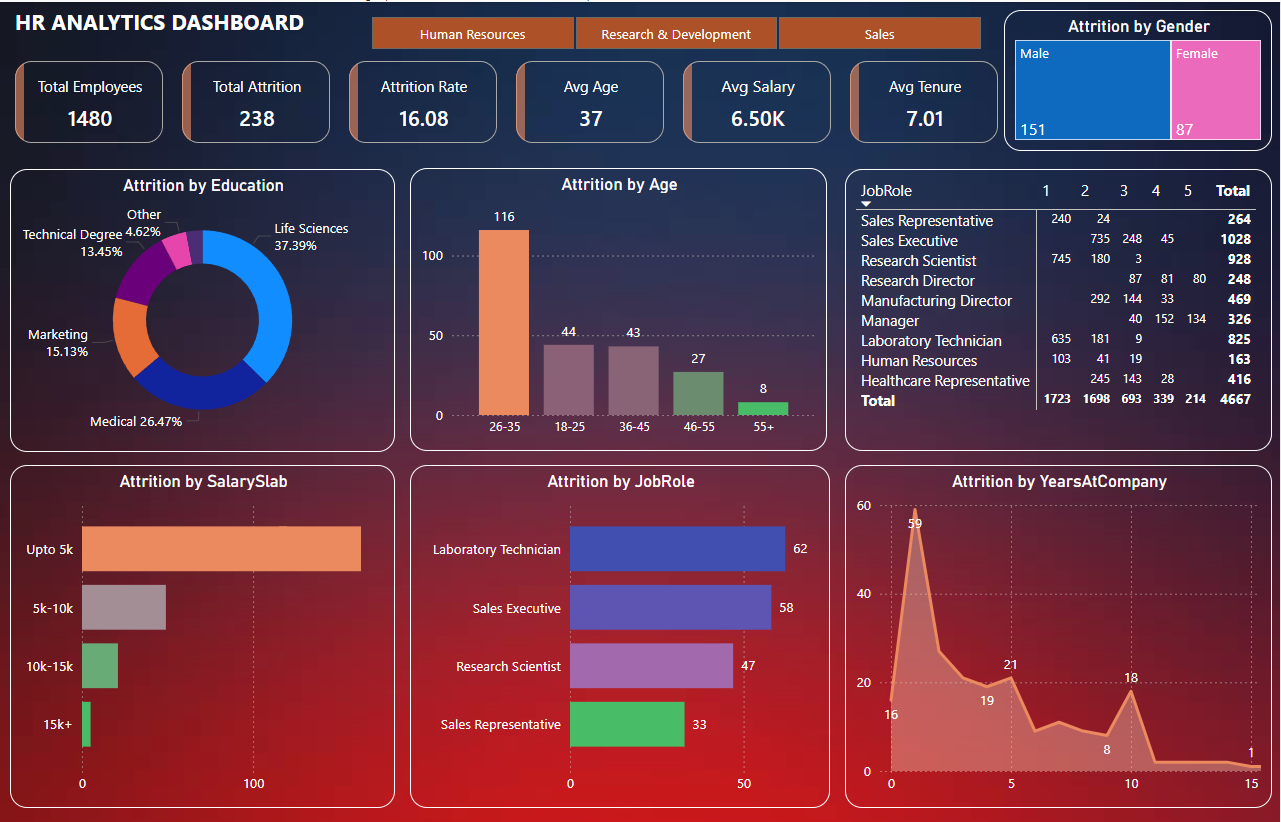 HR ANALYTICS DASHBOARD
Human Resources
Research & Development
Sales
Total Employees
1480
Total Attrition
238
Attrition Rate
16.08
Avg Age
37
Avg Salary
6.50K
Avg Tenure
7.01
Attrition by Gender
Male
Female
151
87
Attrition by Education
Other
4.62%
Life Sciences
37.39%
Technical Degree
13.45%
Marketing
15.13%
Medical 26.47%
Attrition by Age
116
100
50
44
43
27
8
0
26-35 18-25 36-45 46-55 55+
JobRole 1 2 3 4 5 Total
Sales Representative 240 24 264
Sales Executive 735 248 45 1028
Research Scientist 745 180 3 928
Research Director 87 81 80 248
Manufacturing Director 292 144 33 469
Manager 40 152 134 326
Laboratory Technician 635 181 9 825
Human Resources 103 41 19 163
Healthcare Representative 245 143 28 416
Total 1723 1698 693 339 214 4667
Attrition by SalarySlab
Upto 5k
5k-10k
10k-15k
15k+
0 100
Attrition by JobRole
Laboratory Technician 62
Sales Executive 58
Research Scientist 47
Sales Representative 33
0 50
Attrition by YearsAtCompany
60
59
40
20
21
18
19
16
8
1
0
0 5 10 15